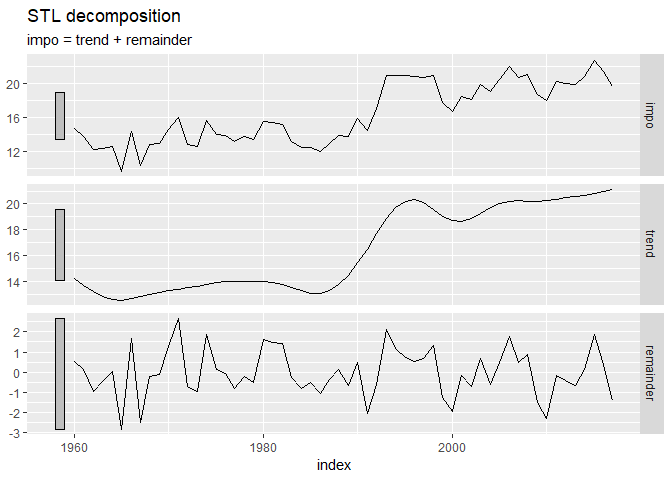 STL decomposition
impo = trend + remainder
20
16
12
impo
20
18
16
14
trend
2
1
0
-1
-2
-3
remainder
1960
1980
2000
index